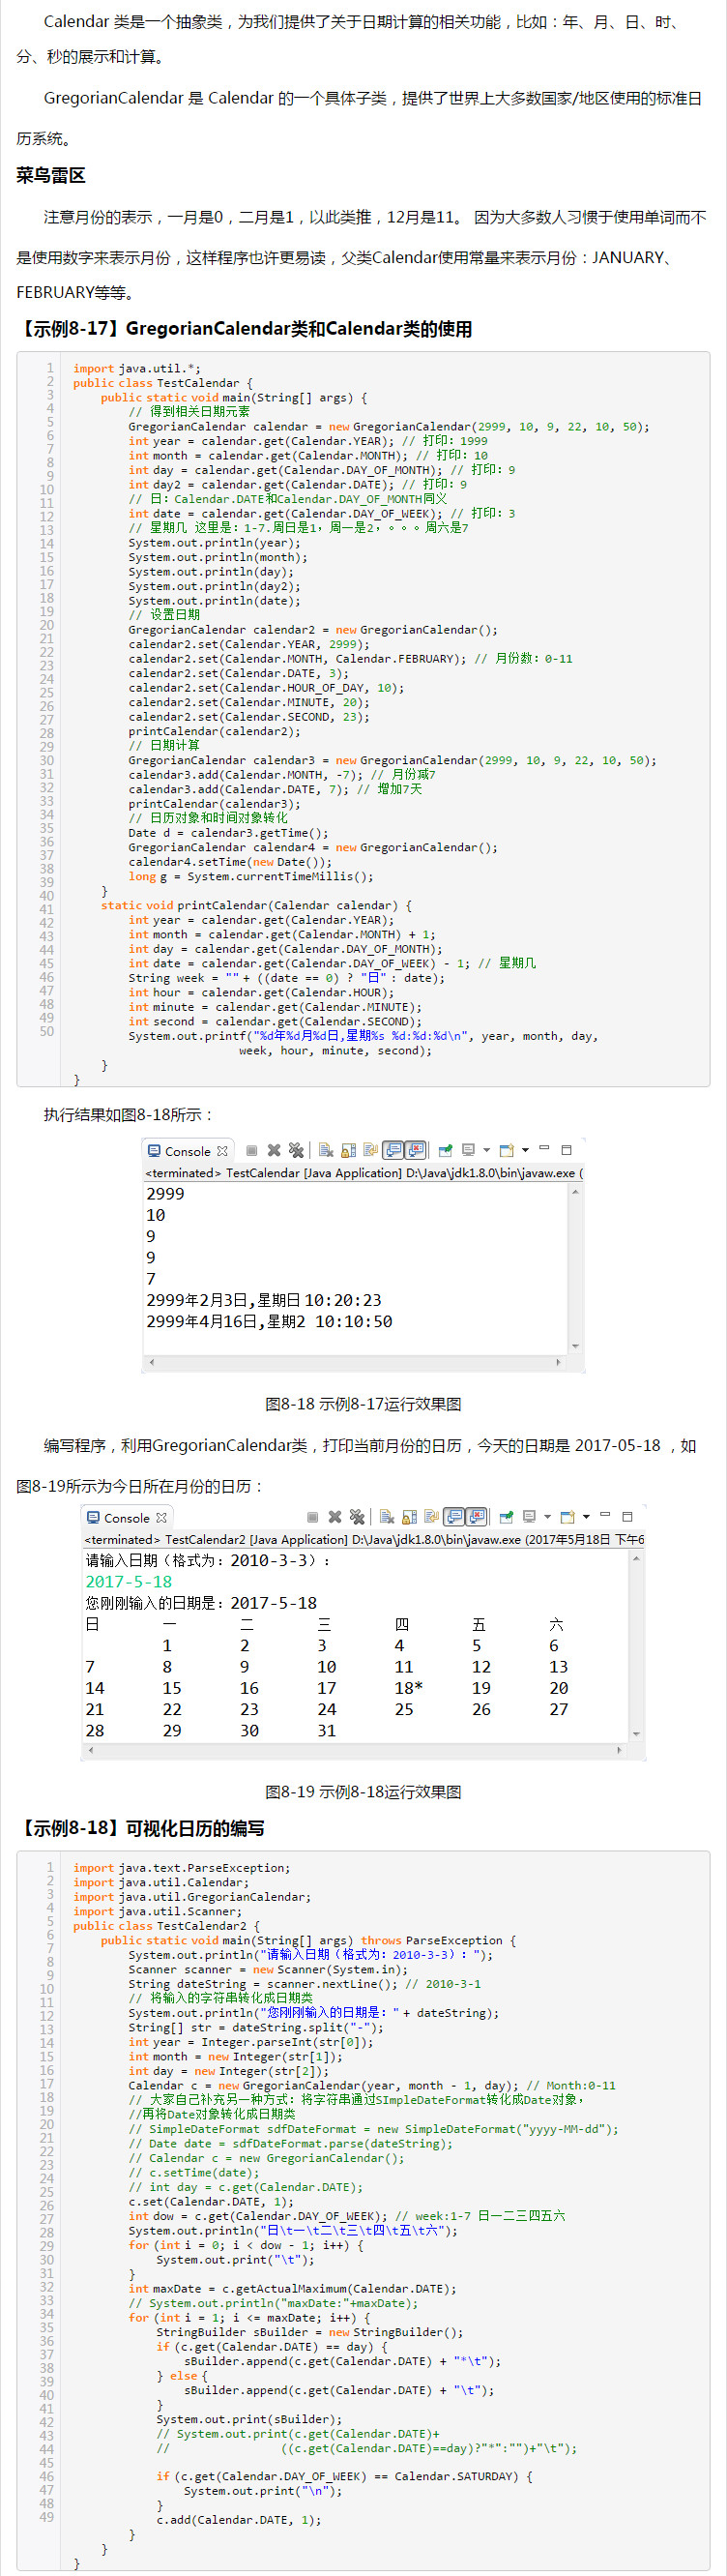 Calendar 类是一个抽象类，为我们提供了关于日期计算的相关功能，比如：年、月、日、时、
分、秒的展示和计算。
GregorianCalendar 是 Calendar 的一个具体子类，提供了世界上大多数国家/地区使用的标准日
历系统。
菜鸟雷区
注意月份的表示，一月是0，二月是1，以此类推，12月是11。 因为大多数人习惯于使用单词而不
是使用数字来表示月份，这样程序也许更易读，父类Calendar使用常量来表示月份：JANUARY、
FEBRUARY等等。
【示例8-17】GregorianCalendar类和Calendar类的使用
1 import java.util.*;
2 public class TestCalendar {
3 public static void main(String[] args) {
4 // 得到相关日期元素
5 GregorianCalendar calendar = new GregorianCalendar(2999, 10, 9, 22, 10, 50);
6 int year = calendar.get(Calendar.YEAR); // 打印：1999
7 int month = calendar.get(Calendar.MONTH); // 打印：10
8 int day = calendar.get(Calendar.DAY_OF_MONTH); // 打印：9
9 int day2 = calendar.get(Calendar.DATE); // 打印：9
10 // 日：Calendar.DATE和Calendar.DAY_OF_MONTH同义
11 int date = calendar.get(Calendar.DAY_OF_WEEK); // 打印：3
12 // 星期几 这里是：1-7.周日是1，周一是2，。。。周六是7
13 System.out.println(year);
14 System.out.println(month);
15 System.out.println(day);
16 System.out.println(day2);
17 System.out.println(date);
18 // 设置日期
19 GregorianCalendar calendar2 = new GregorianCalendar();
20 calendar2.set(Calendar.YEAR, 2999);
21 calendar2.set(Calendar.MONTH, Calendar.FEBRUARY); // 月份数：0-11
22 calendar2.set(Calendar.DATE, 3);
23 calendar2.set(Calendar.HOUR_OF_DAY, 10);
24 calendar2.set(Calendar.MINUTE, 20);
25 calendar2.set(Calendar.SECOND, 23);
26 printCalendar(calendar2);
27 // 日期计算
28 GregorianCalendar calendar3 = new GregorianCalendar(2999, 10, 9, 22, 10, 50);
29 calendar3.add(Calendar.MONTH, -7); // 月份减7
30 calendar3.add(Calendar.DATE, 7); // 增加7天
31 printCalendar(calendar3);
32 // 日历对象和时间对象转化
33 Date d = calendar3.getTime();
34 GregorianCalendar calendar4 = new GregorianCalendar();
35 calendar4.setTime(new Date());
36 long g = System.currentTimeMillis();
37 }
38 static void printCalendar(Calendar calendar) {
39 int year = calendar.get(Calendar.YEAR);
40 int month = calendar.get(Calendar.MONTH) + 1;
41 int day = calendar.get(Calendar.DAY_OF_MONTH);
42 int date = calendar.get(Calendar.DAY_OF_WEEK) - 1; // 星期几
43 String week = "" + ((date == 0) ? "日" : date);
44 int hour = calendar.get(Calendar.HOUR);
45 int minute = calendar.get(Calendar.MINUTE);
46 int second = calendar.get(Calendar.SECOND);
47 System.out.printf("%d年%d月%d日,星期%s %d:%d:%d\n", year, month, day,
48 week, hour, minute, second);
49 }
50 }
执行结果如图8-18所示：
Console
<terminated> TestCalendar [Java Application] D:\Java\jdk1.8.0\bin\javaw.exe (
2999
10
9
9
7
2999年2月3日,星期日 10:20:23
2999年4月16日,星期2 10:10:50
图8-18 示例8-17运行效果图
编写程序，利用GregorianCalendar类，打印当前月份的日历，今天的日期是 2017-05-18 ，如
图8-19所示为今日所在月份的日历：
Console
<terminated> TestCalendar2 [Java Application] D:\Java\jdk1.8.0\bin\javaw.exe (2017年5月18日 下午6
请输入日期（格式为：2010-3-3）：
2017-5-18
您刚刚输入的日期是：2017-5-18
日 一 二 三 四 五 六
1 2 3 4 5 6
7 8 9 10 11 12 13
14 15 16 17 18* 19 20
21 22 23 24 25 26 27
28 29 30 31
图8-19 示例8-18运行效果图
【示例8-18】可视化日历的编写
1 import java.text.ParseException;
2 import java.util.Calendar;
3 import java.util.GregorianCalendar;
4 import java.util.Scanner;
5 public class TestCalendar2 {
6 public static void main(String[] args) throws ParseException {
7 System.out.println("请输入日期（格式为：2010-3-3）：");
8 Scanner scanner = new Scanner(System.in);
9 String dateString = scanner.nextLine(); // 2010-3-1
10 // 将输入的字符串转化成日期类
11 System.out.println("您刚刚输入的日期是：" + dateString);
12 String[] str = dateString.split("-");
13 int year = Integer.parseInt(str[0]);
14 int month = new Integer(str[1]);
15 int day = new Integer(str[2]);
16 Calendar c = new GregorianCalendar(year, month - 1, day); // Month:0-11
17 // 大家自己补充另一种方式：将字符串通过SImpleDateFormat转化成Date对象，
18 //再将Date对象转化成日期类
19 // SimpleDateFormat sdfDateFormat = new SimpleDateFormat("yyyy-MM-dd");
20 // Date date = sdfDateFormat.parse(dateString);
21 // Calendar c = new GregorianCalendar();
22 // c.setTime(date);
23 // int day = c.get(Calendar.DATE);
24 c.set(Calendar.DATE, 1);
25 int dow = c.get(Calendar.DAY_OF_WEEK); // week:1-7 日一二三四五六
26 System.out.println("日\t一\t二\t三\t四\t五\t六");
27 for (int i = 0; i < dow - 1; i++) {
28 System.out.print("\t");
29 }
30 int maxDate = c.getActualMaximum(Calendar.DATE);
31 // System.out.println("maxDate:"+maxDate);
32 for (int i = 1; i <= maxDate; i++) {
33 StringBuilder sBuilder = new StringBuilder();
34 if (c.get(Calendar.DATE) == day) {
35 sBuilder.append(c.get(Calendar.DATE) + "*\t");
36 } else {
37 sBuilder.append(c.get(Calendar.DATE) + "\t");
38 }
39 System.out.print(sBuilder);
40 // System.out.print(c.get(Calendar.DATE)+
41 // ((c.get(Calendar.DATE)==day)?"*":"")+"\t");
42
43 if (c.get(Calendar.DAY_OF_WEEK) == Calendar.SATURDAY) {
44 System.out.print("\n");
45 }
46 c.add(Calendar.DATE, 1);
47 }
48 }
49 }